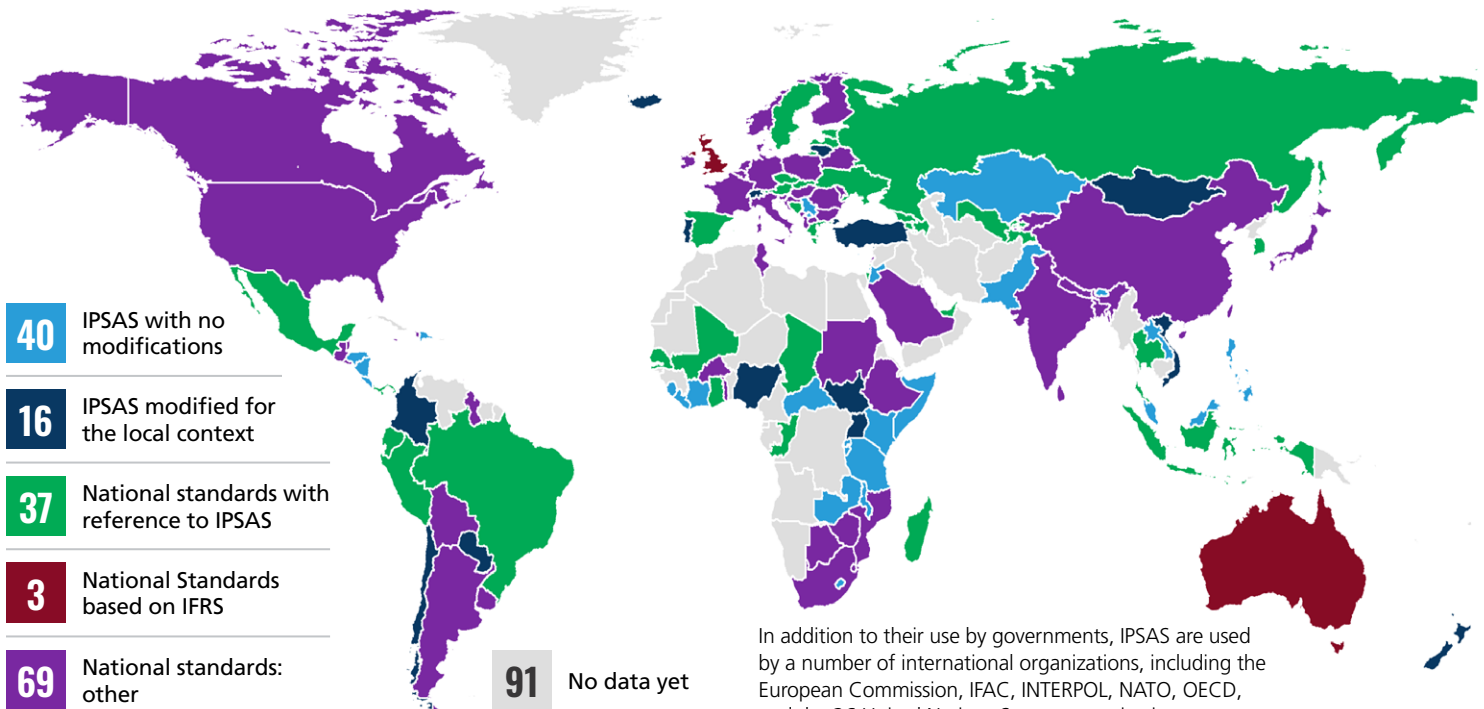 40
IPSAS with no
modifications
16
IPSAS modified for
the local context
37
National standards with
reference to IPSAS
3
National Standards
based on IFRS
69
National standards:
other
91
No data yet
In addition to their use by governments, IPSAS are used
by a number of international organizations, including the
European Commission, IFAC, INTERPOL, NATO, OECD,